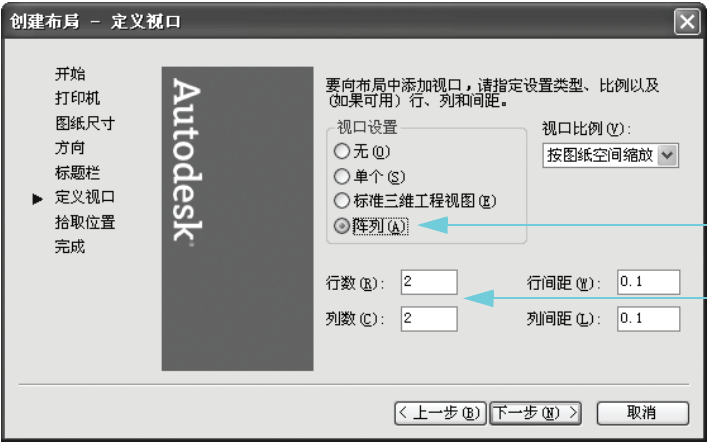 创建布局 - 定义视口
开始
打印机
图纸尺寸
方向
标题栏
定义视口
拾取位置
完成
Autodesk
要向布局中添加视口，请指定设置类型、比例以及
(如果可用) 行、列和间距。
视口设置
无(O)
单个(S)
标准三维工程视图(E)
阵列(A)
视口比例(V):
按图纸空间缩放
行数(R): 2
行间距(W): 0.1
列数(C): 2
列间距(L): 0.1
< 上一步(B)
下一步(N) >
取消